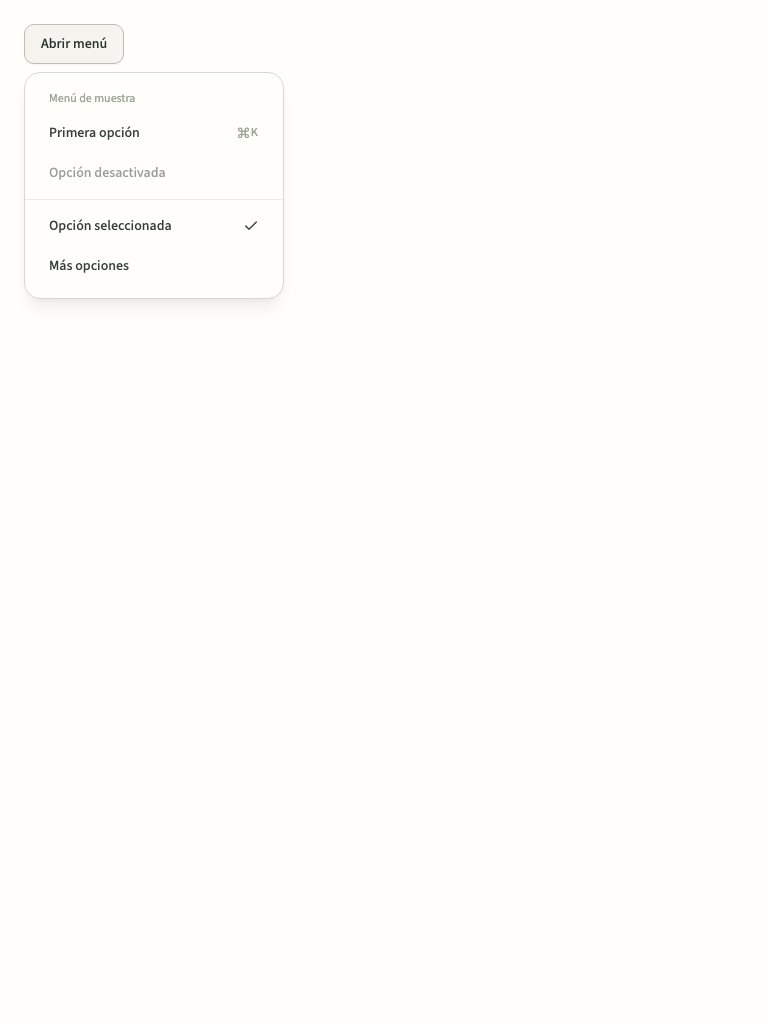 Abrir menú
Menú de muestra
Primera opción ⌘K
Opción desactivada
Opción seleccionada
Más opciones